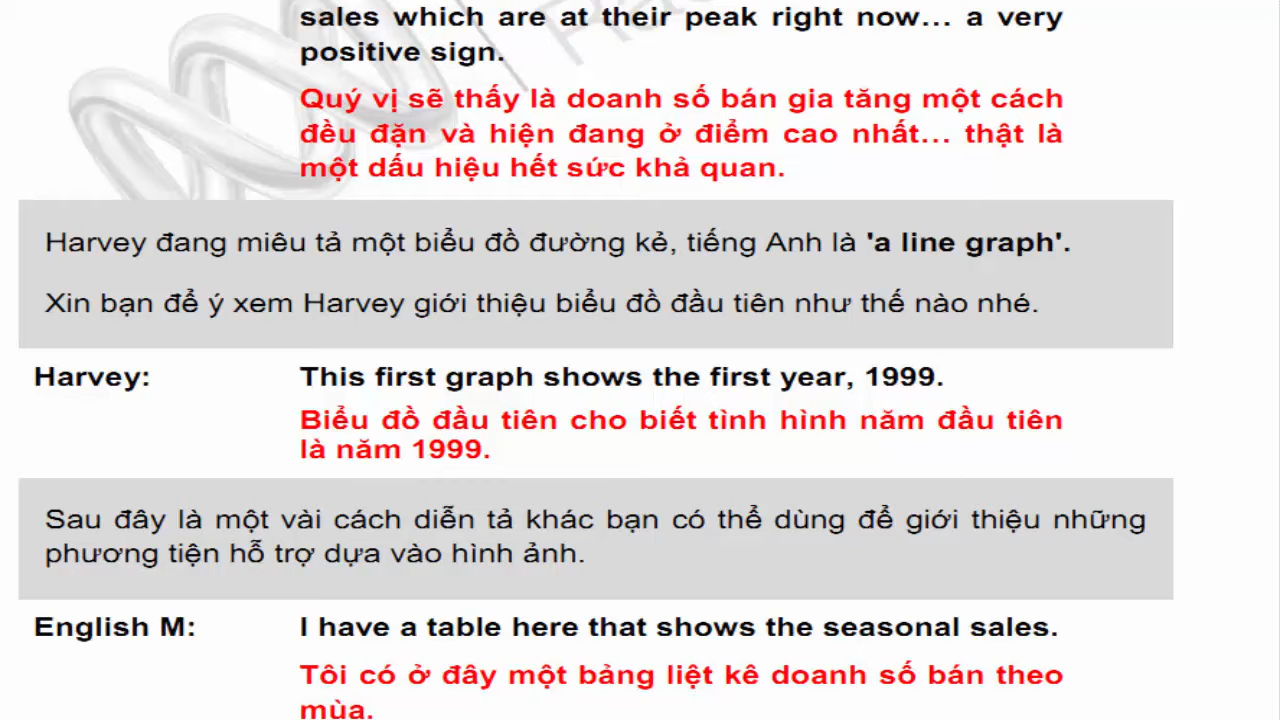 sales which are at their peak right now... a very
positive sign.
Quý vị sẽ thấy là doanh số bán gia tăng một cách
đều đặn và hiện đang ở điểm cao nhất... thật là
một dấu hiệu hết sức khả quan.
Harvey đang miêu tả một biểu đồ đường kẻ, tiếng Anh là 'a line graph'.
Xin bạn để ý xem Harvey giới thiệu biểu đồ đầu tiên như thế nào nhé.
Harvey: This first graph shows the first year, 1999.
Biểu đồ đầu tiên cho biết tình hình năm đầu tiên
là năm 1999.
Sau đây là một vài cách diễn tả khác bạn có thể dùng để giới thiệu những
phương tiện hỗ trợ dựa vào hình ảnh.
English M: I have a table here that shows the seasonal sales.
Tôi có ở đây một bảng liệt kê doanh số bán theo
mùa.